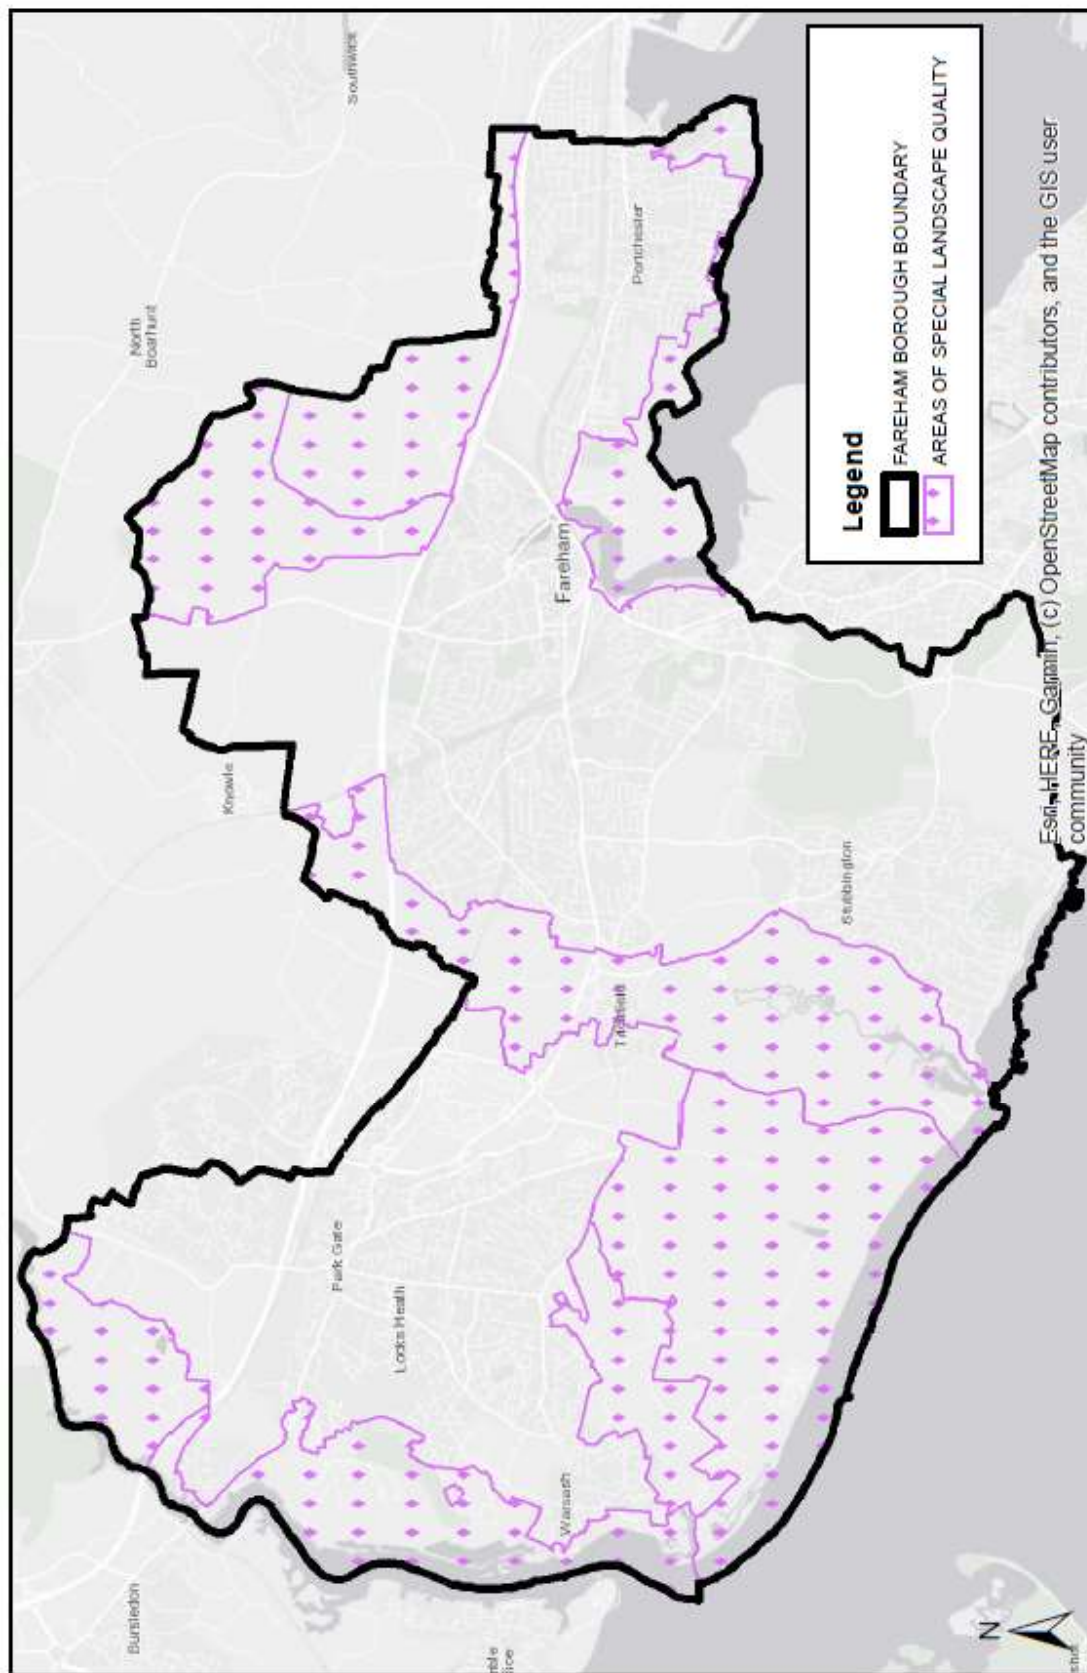 Southwick
North
Boarhunt
Portchester
Knowle
Fareham
Titchfield
Stubbington
Park Gate
Locks Heath
Warsash
Bursledon
N
Legend
FAREHAM BOROUGH BOUNDARY
AREAS OF SPECIAL LANDSCAPE QUALITY
Esri, HERE, Garmin, (c) OpenStreetMap contributors, and the GIS user
community